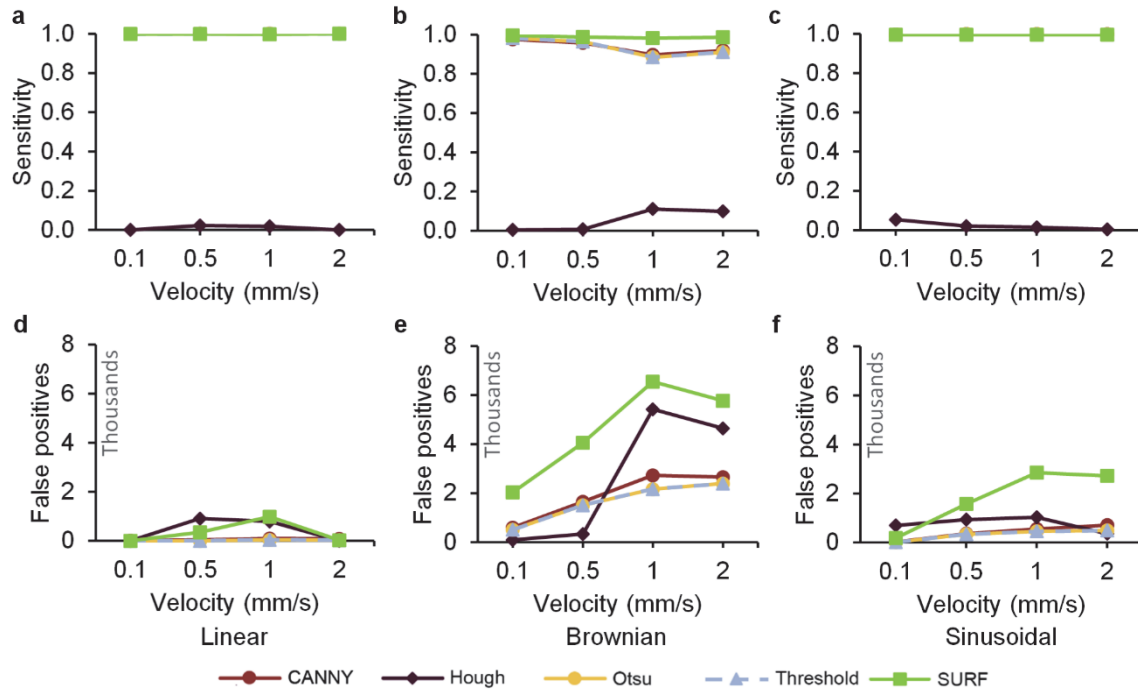 a
Sensitivity
1.0
0.8
0.6
0.4
0.2
0.0
0.1 0.5 1 2
Velocity (mm/s)
b
Sensitivity
1.0
0.8
0.6
0.4
0.2
0.0
0.1 0.5 1 2
Velocity (mm/s)
c
Sensitivity
1.0
0.8
0.6
0.4
0.2
0.0
0.1 0.5 1 2
Velocity (mm/s)
d
False positives
Thousands
8
6
4
2
0
0.1 0.5 1 2
Velocity (mm/s)
Linear
e
False positives
Thousands
8
6
4
2
0
0.1 0.5 1 2
Velocity (mm/s)
Brownian
f
False positives
Thousands
8
6
4
2
0
0.1 0.5 1 2
Velocity (mm/s)
Sinusoidal
CANNY Hough Otsu Threshold SURF